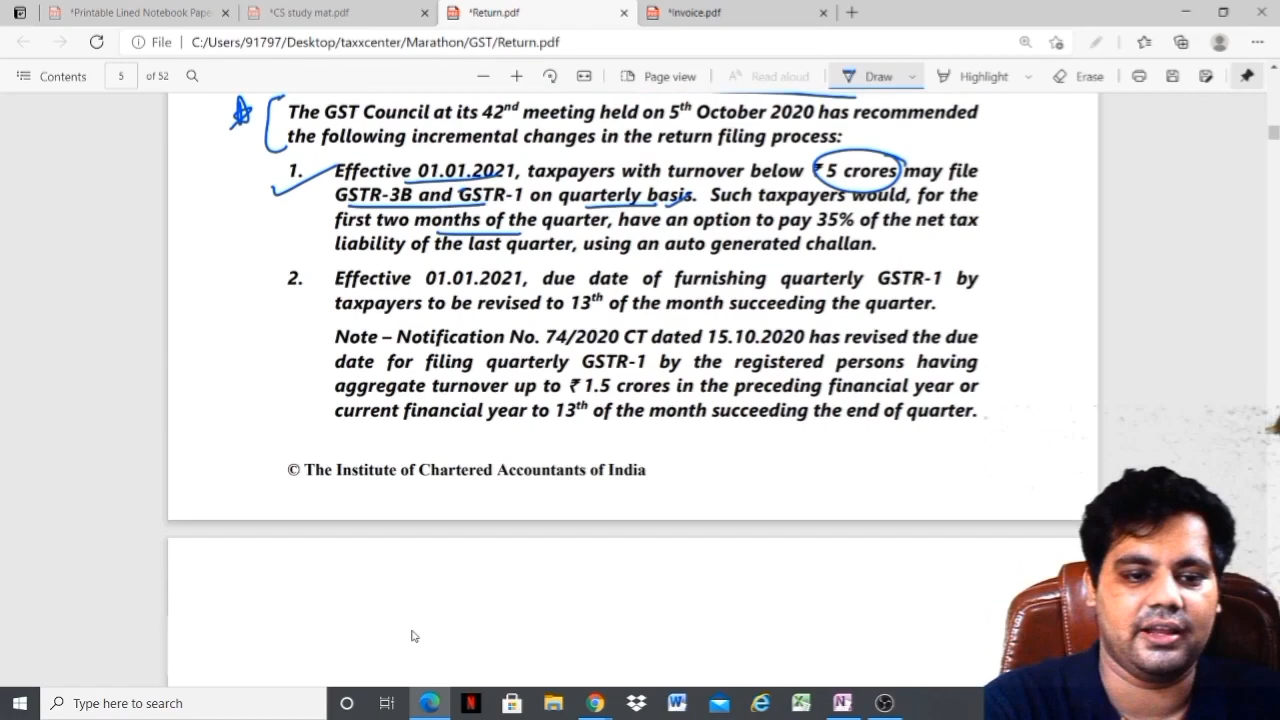 *Printable Lined Notebook Pape
*CS study mat.pdf
*Return.pdf
*Invoice.pdf
File
C:/Users/91797/Desktop/taxxcenter/Marathon/GST/Return.pdf
Contents
5
of 52
Page view
Read aloud
Draw
Highlight
Erase
The GST Council at its 42nd meeting held on 5th October 2020 has recommended
the following incremental changes in the return filing process:
1. Effective 01.01.2021, taxpayers with turnover below ₹ 5 crores may file
GSTR-3B and GSTR-1 on quarterly basis. Such taxpayers would, for the
first two months of the quarter, have an option to pay 35% of the net tax
liability of the last quarter, using an auto generated challan.
2. Effective 01.01.2021, due date of furnishing quarterly GSTR-1 by
taxpayers to be revised to 13th of the month succeeding the quarter.
Note – Notification No. 74/2020 CT dated 15.10.2020 has revised the due
date for filing quarterly GSTR-1 by the registered persons having
aggregate turnover up to ₹ 1.5 crores in the preceding financial year or
current financial year to 13th of the month succeeding the end of quarter.
© The Institute of Chartered Accountants of India
Type here to search